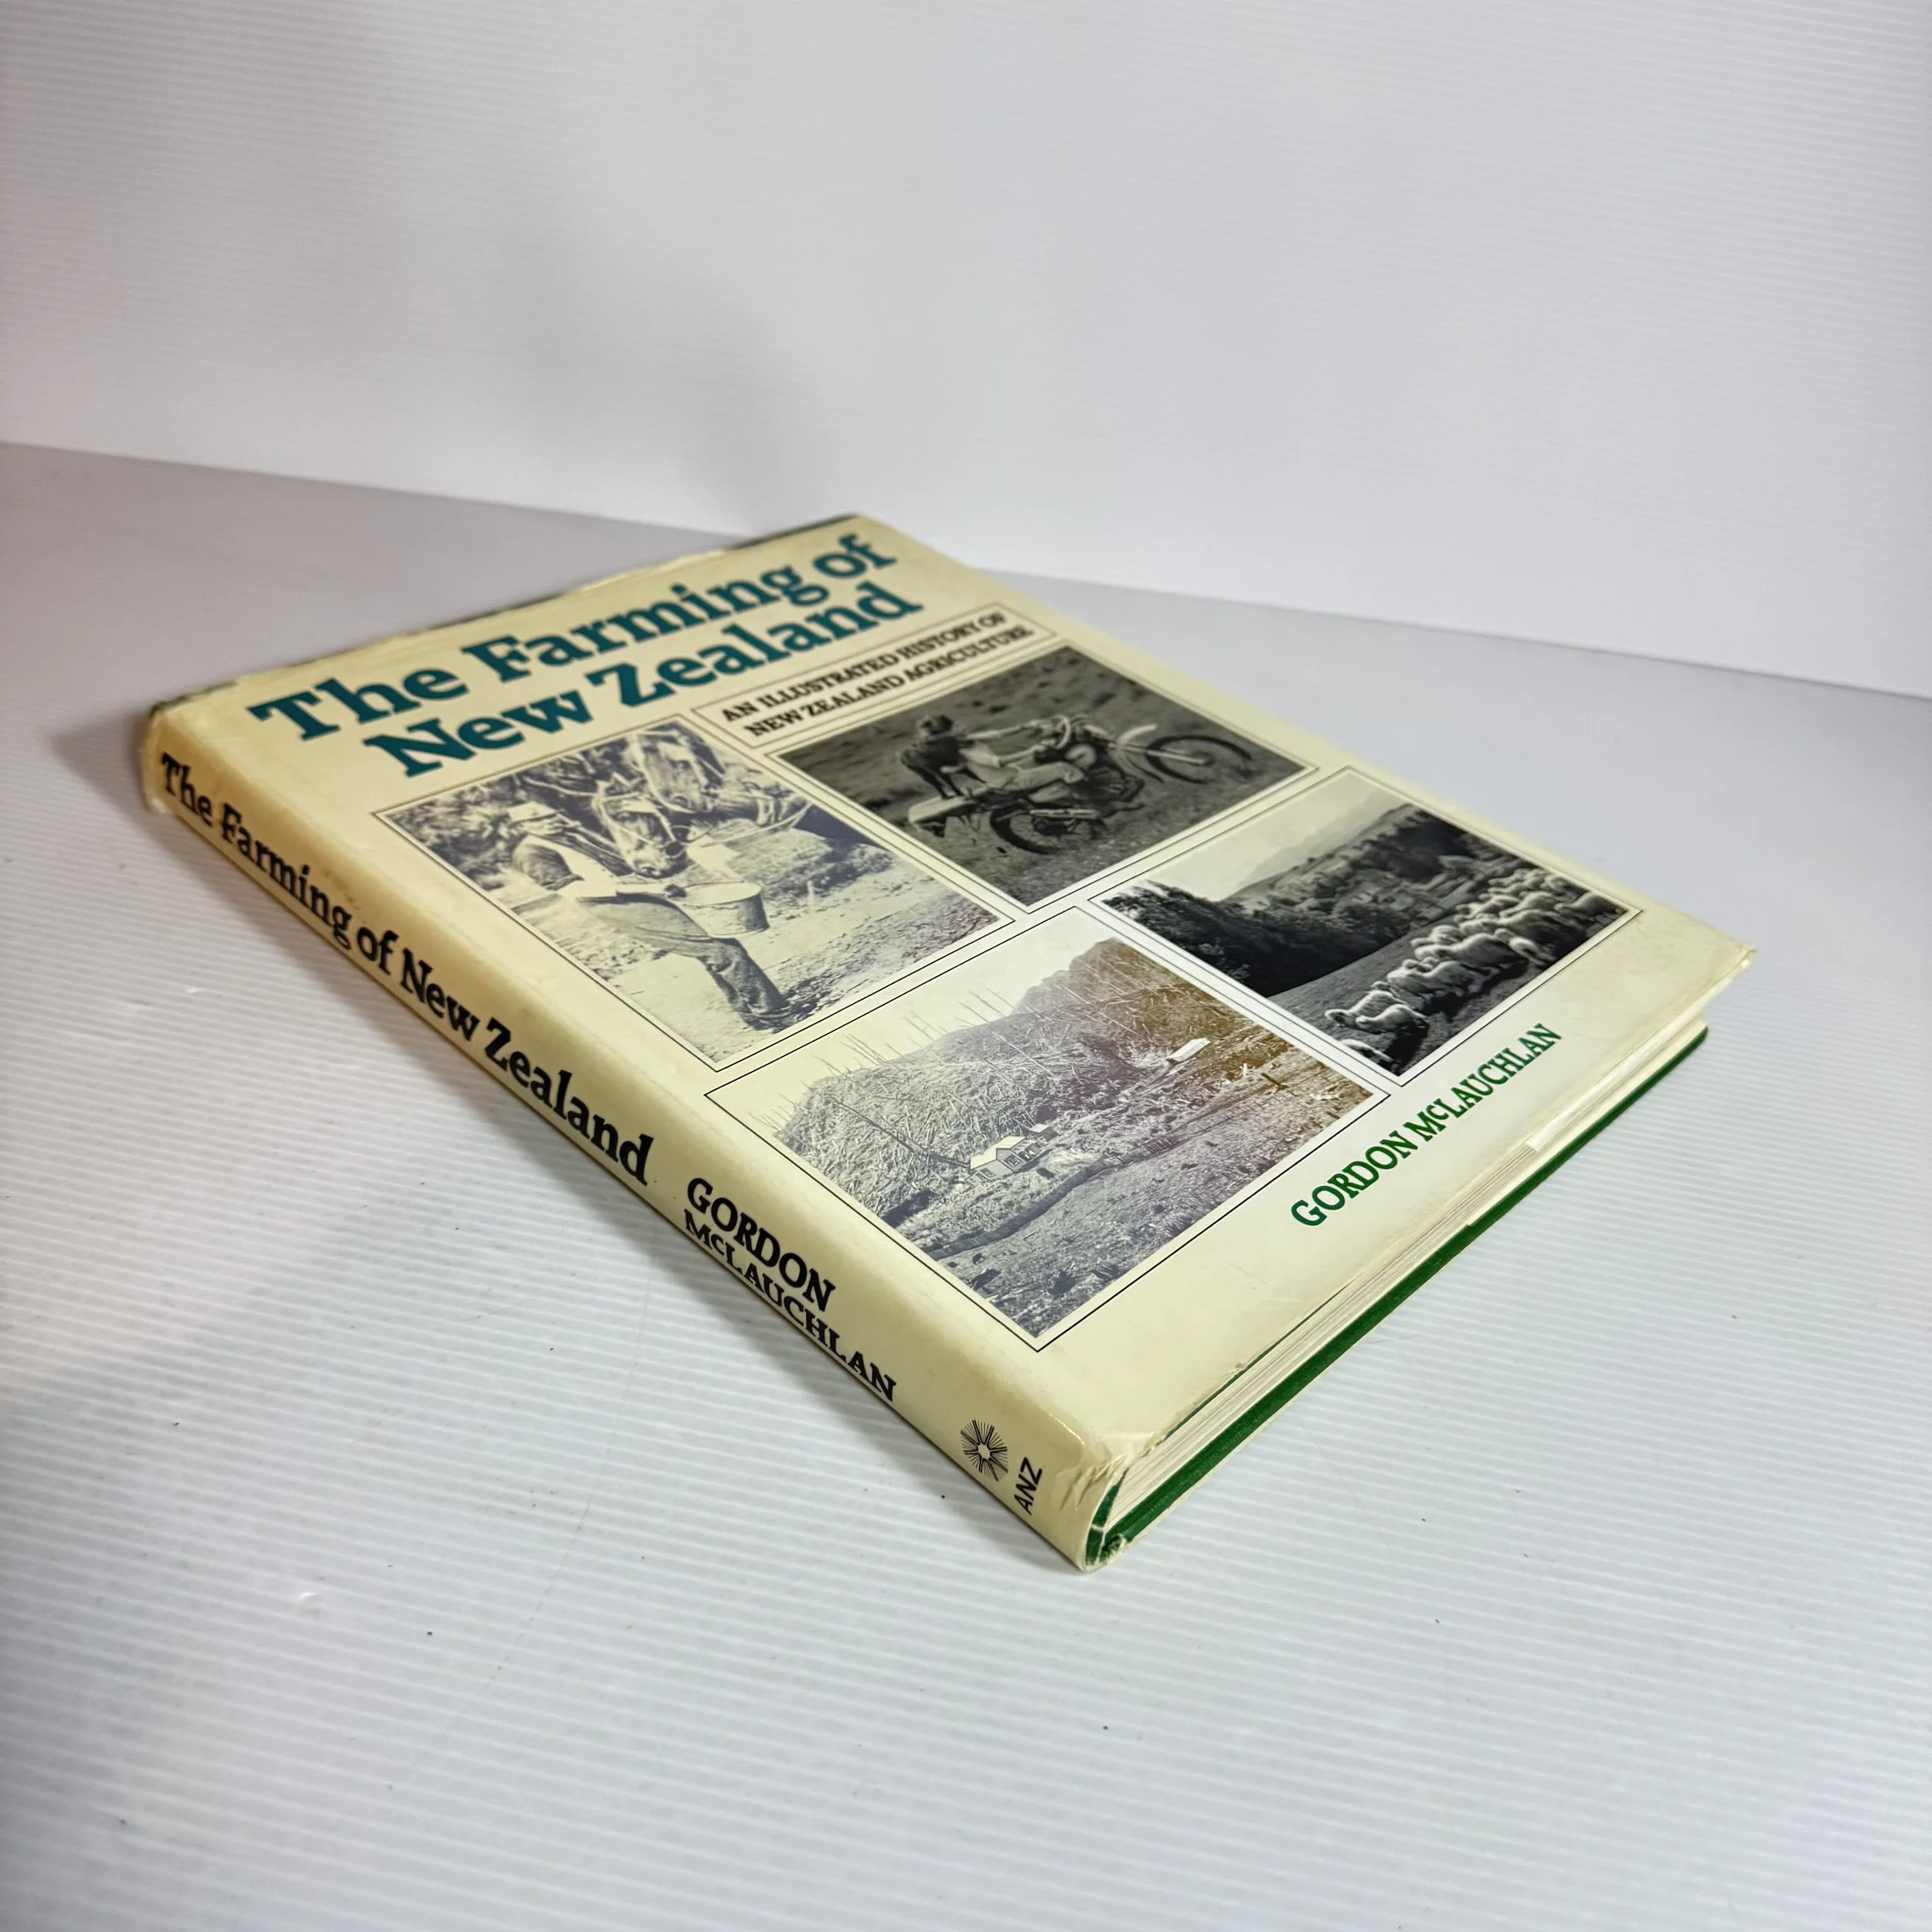 The Farming of
New Zealand
AN ILLUSTRATED HISTORY OF
NEW ZEALAND AGRICULTURE
GORDON McLAUCHLAN
The Farming of New Zealand
GORDON
McLAUCHLAN
ANZ